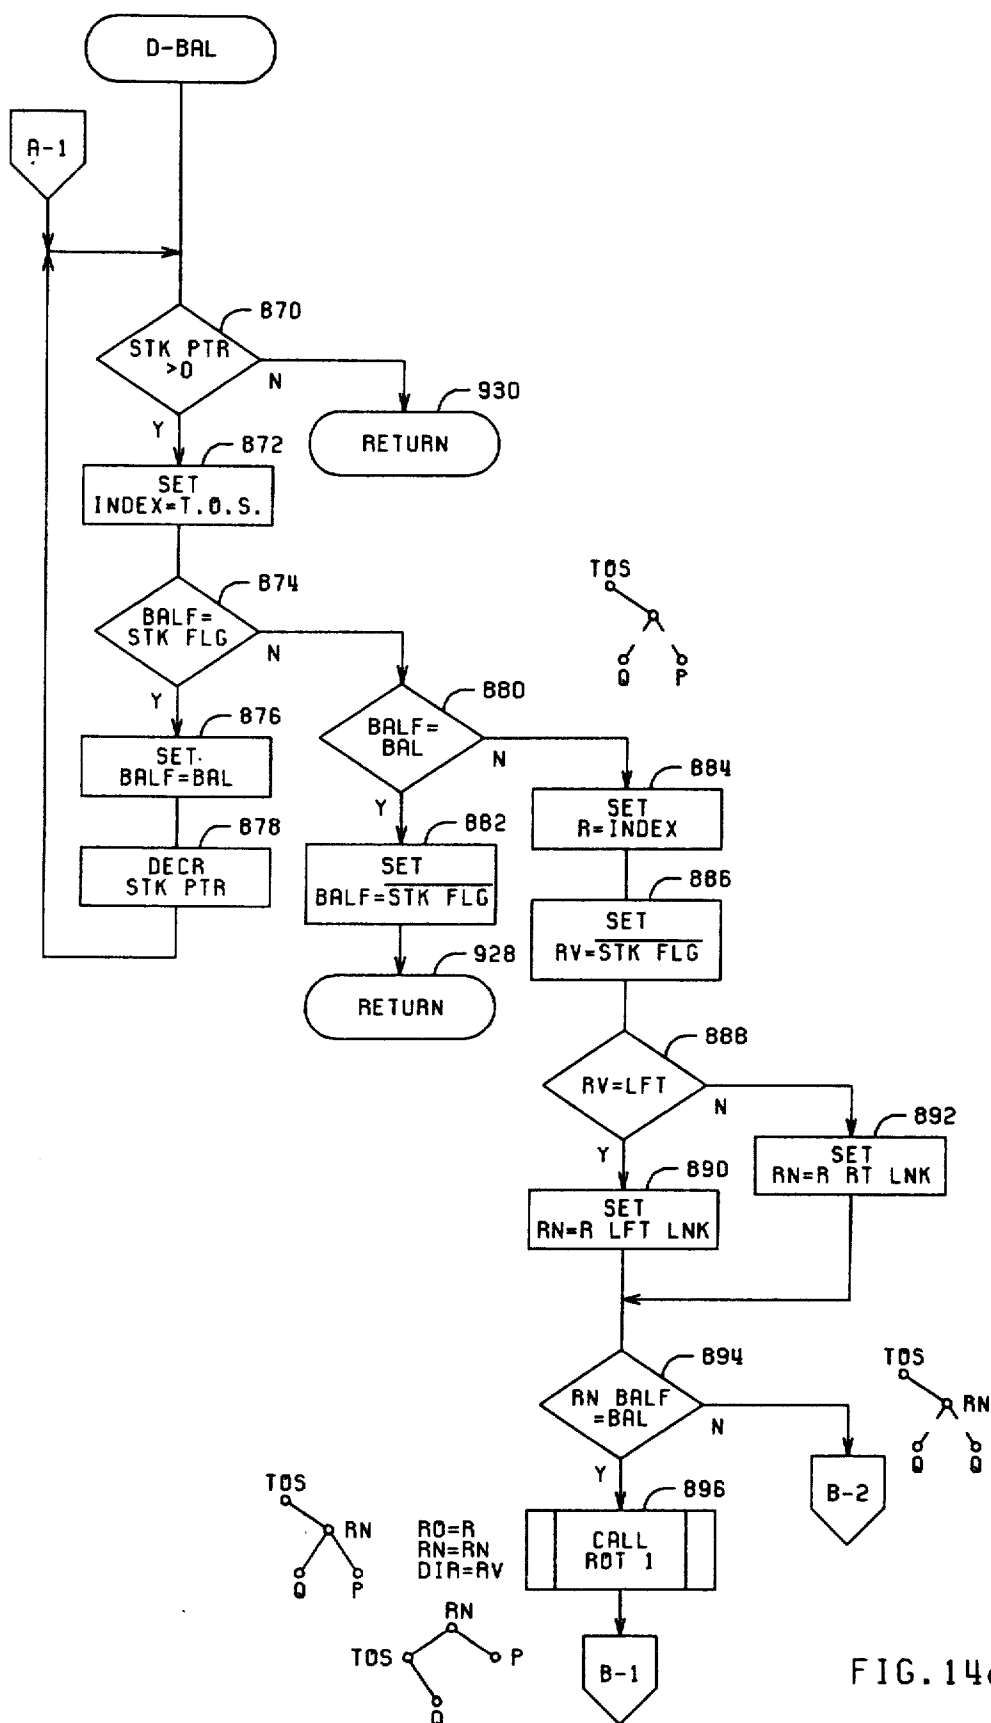 D-BAL
A-1
870
STK PTR
>0
N
Y
930
RETURN
872
SET
INDEX=T.O.S.
874
BALF=
STK FLG
N
Y
TOS
Q
P
876
SET
BALF=BAL
880
BALF=
BAL
N
Y
878
DECR
STK PTR
882
SET
BALF=STK FLG
884
SET
R=INDEX
886
SET
RV=STK FLG
928
RETURN
888
RV=LFT
N
Y
892
SET
RN=R RT LNK
890
SET
RN=R LFT LNK
894
RN BALF
=BAL
N
Y
TOS
RN
Q
Q
B-2
896
CALL
ROT 1
TOS
RN
Q
P
RO=R
RN=RN
DIR=RV
RN
TOS
P
Q
B-1